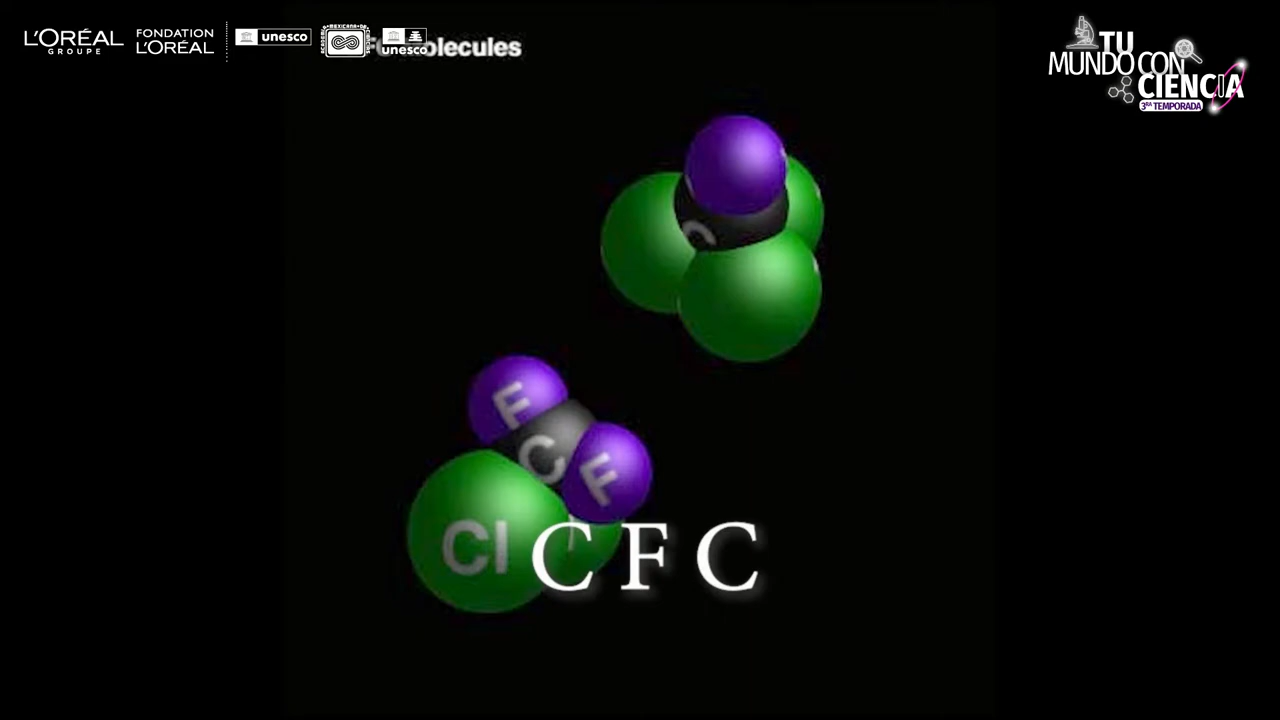 L'ORÉAL
GROUPE
FONDATION
L'ORÉAL
unesco
unesco
olecules
TU
MUNDO CON
CIENCIA
3RA TEMPORADA
C
F
C
F
Cl
C F C